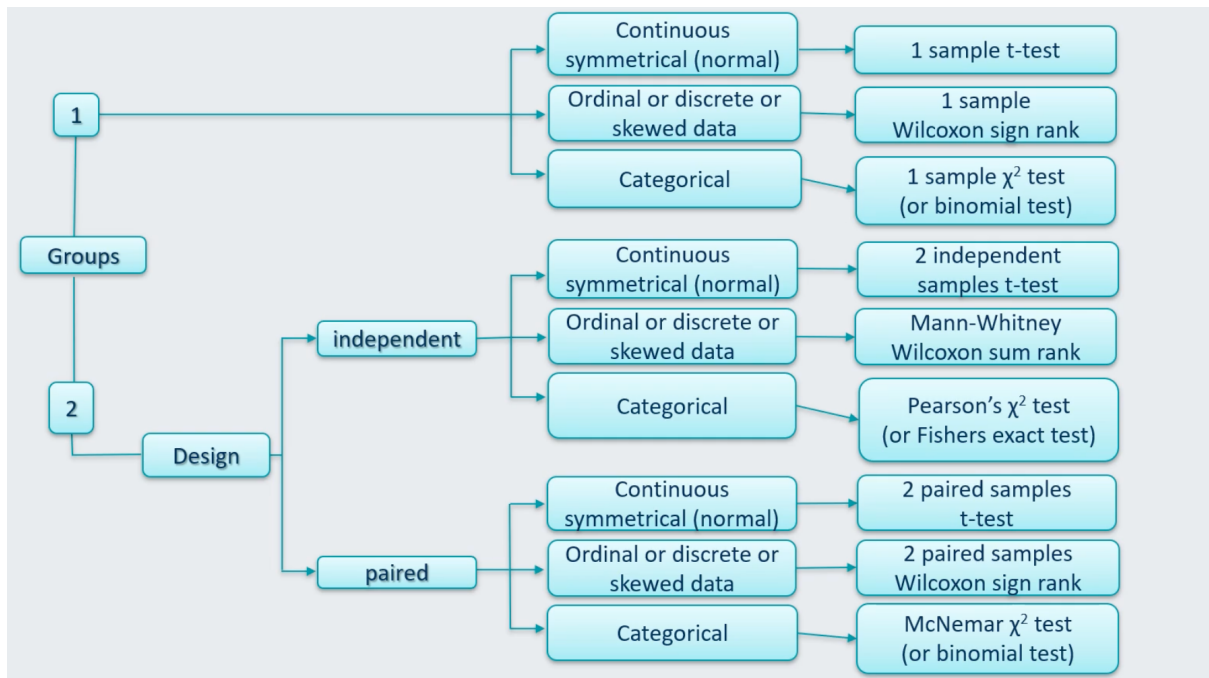 Continuous
symmetrical (normal)
1 sample t-test
1
Ordinal or discrete or
skewed data
1 sample
Wilcoxon sign rank
Categorical
1 sample χ² test
(or binomial test)
Groups
Continuous
symmetrical (normal)
2 independent
samples t-test
independent
Ordinal or discrete or
skewed data
Mann-Whitney
Wilcoxon sum rank
2
Categorical
Pearson’s χ² test
(or Fishers exact test)
Design
Continuous
symmetrical (normal)
2 paired samples
t-test
paired
Ordinal or discrete or
skewed data
2 paired samples
Wilcoxon sign rank
Categorical
McNemar χ² test
(or binomial test)